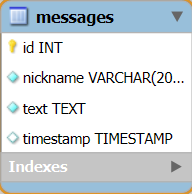 messages
id INT
nickname VARCHAR(20...
text TEXT
timestamp TIMESTAMP
Indexes